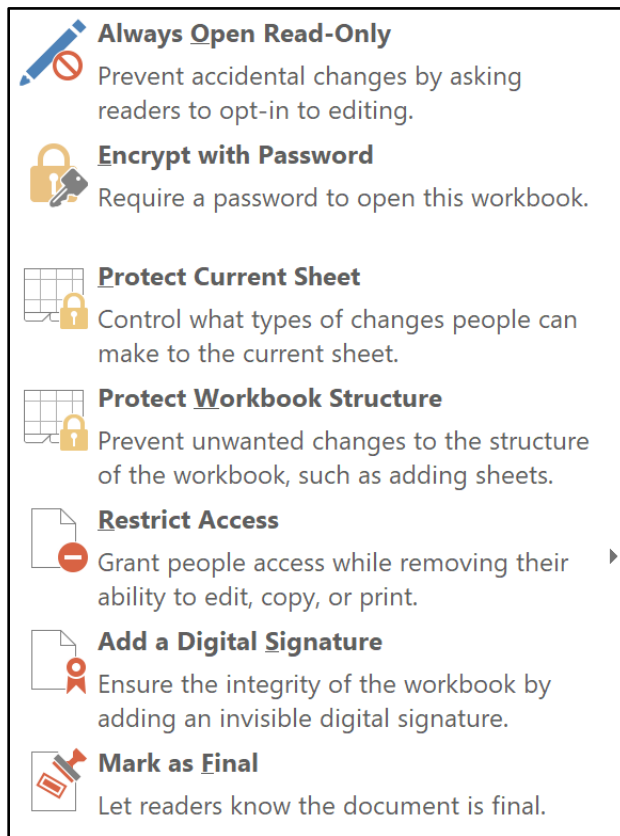 Always Open Read-Only
Prevent accidental changes by asking
readers to opt-in to editing.
Encrypt with Password
Require a password to open this workbook.
Protect Current Sheet
Control what types of changes people can
make to the current sheet.
Protect Workbook Structure
Prevent unwanted changes to the structure
of the workbook, such as adding sheets.
Restrict Access
Grant people access while removing their
ability to edit, copy, or print.
Add a Digital Signature
Ensure the integrity of the workbook by
adding an invisible digital signature.
Mark as Final
Let readers know the document is final.